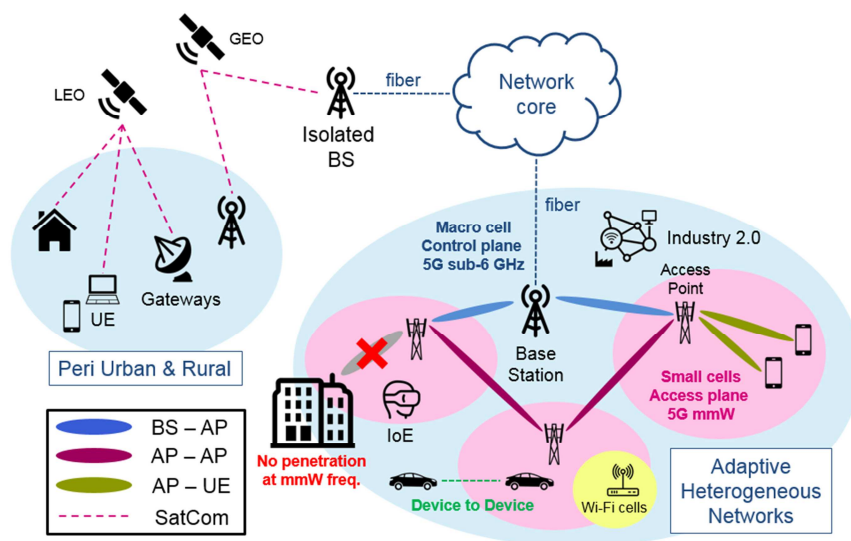 GEO
LEO
fiber
Network
core
Isolated
BS
fiber
Macro cell
Control plane
5G sub-6 GHz
Industry 2.0
Access
Point
Gateways
UE
Base
Station
Peri Urban & Rural
Small cells
Access plane
5G mmW
IoE
No penetration
at mmW freq.
BS – AP
AP – AP
AP – UE
SatCom
Device to Device
Wi-Fi cells
Adaptive
Heterogeneous
Networks